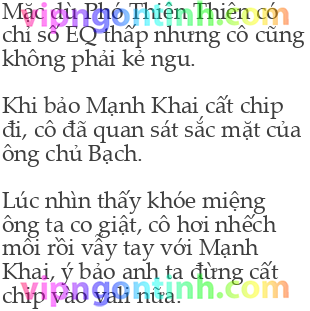 Mặc dù Phó Thiên Thiên có
chỉ số EQ thấp nhưng cô cũng
không phải kẻ ngu.
Khi bảo Mạnh Khai cất chip
đi, cô đã quan sát sắc mặt của
ông chủ Bạch.
Lúc nhìn thấy khóe miệng
ông ta co giật, cô hơi nhếch
môi rồi vẫy tay với Mạnh
Khai, ý bảo anh ta đừng cất
chip vào vali nữa.
vipngontinh.com
vipngontinh.com